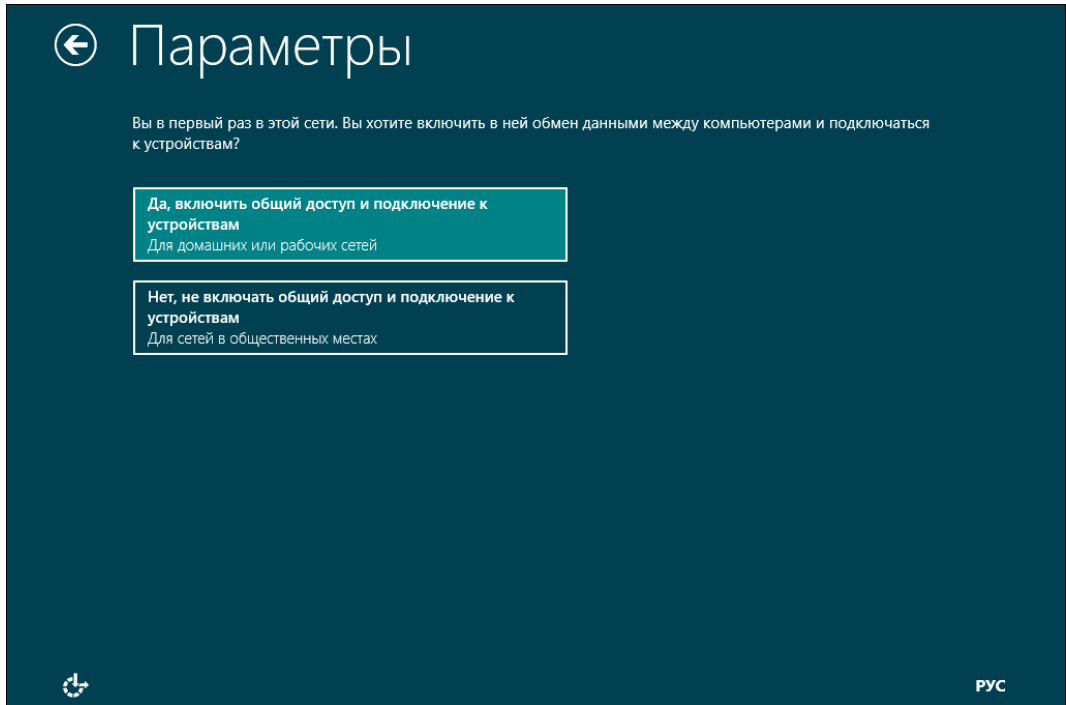 Параметры
Вы в первый раз в этой сети. Вы хотите включить в ней обмен данными между компьютерами и подключаться
к устройствам?
Да, включить общий доступ и подключение к
устройствам
Для домашних или рабочих сетей
Нет, не включать общий доступ и подключение к
устройствам
Для сетей в общественных местах
РУС